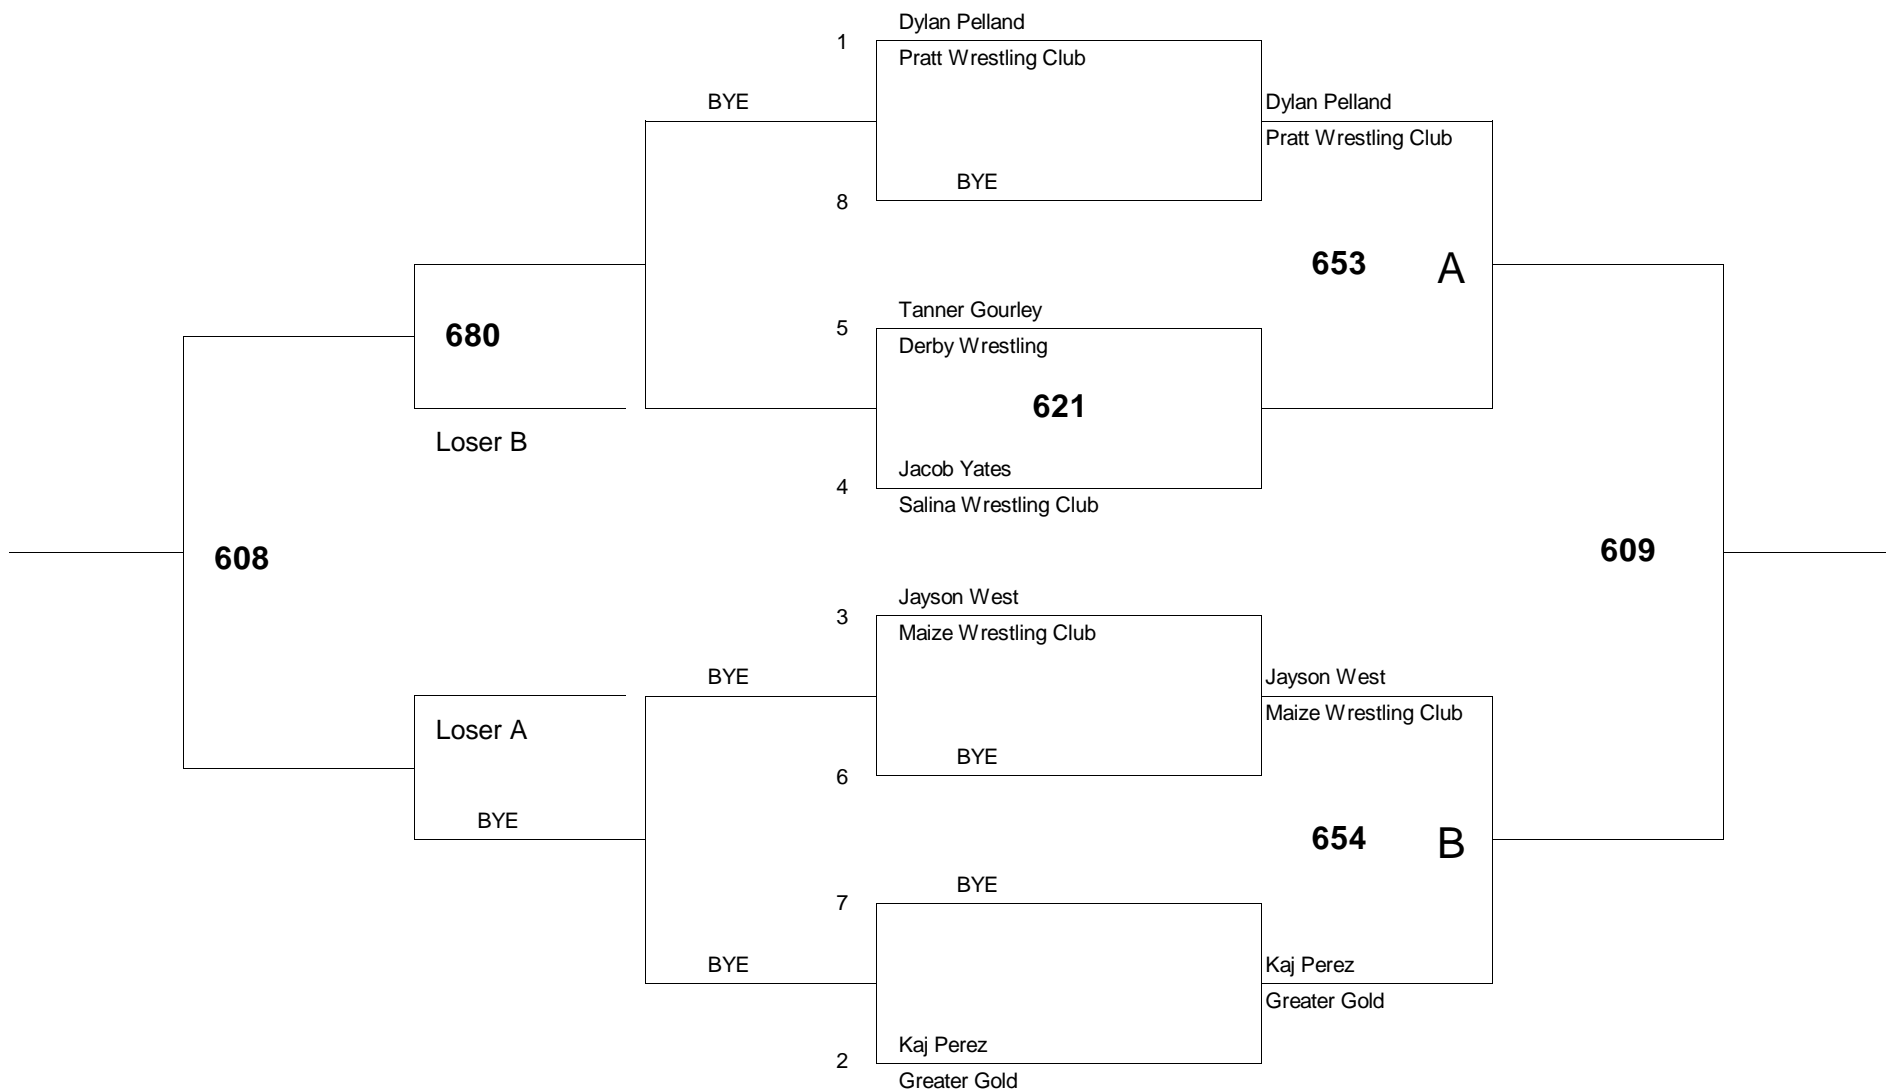 Dylan Pelland
1
Pratt Wrestling Club
BYE
Dylan Pelland
Pratt Wrestling Club
BYE
8
653
A
Tanner Gourley
5
680
Derby Wrestling
621
Loser B
Jacob Yates
4
Salina Wrestling Club
608
609
Jayson West
3
Maize Wrestling Club
BYE
Jayson West
Loser A
Maize Wrestling Club
BYE
6
BYE
654
B
BYE
7
BYE
Kaj Perez
Greater Gold
Kaj Perez
2
Greater Gold